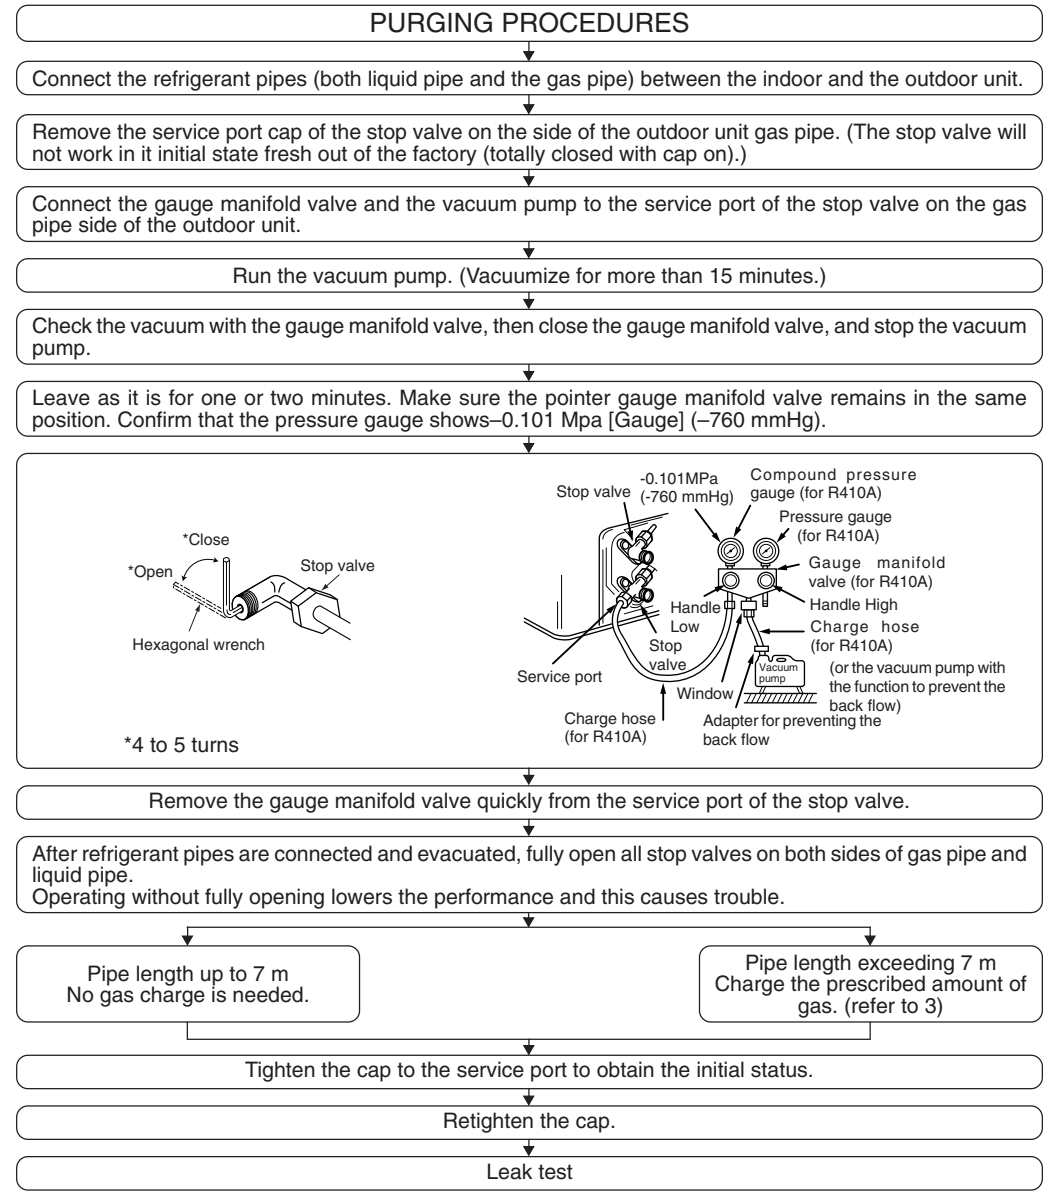 PURGING PROCEDURES
Connect the refrigerant pipes (both liquid pipe and the gas pipe) between the indoor and the outdoor unit.
Remove the service port cap of the stop valve on the side of the outdoor unit gas pipe. (The stop valve will
not work in it initial state fresh out of the factory (totally closed with cap on).)
Connect the gauge manifold valve and the vacuum pump to the service port of the stop valve on the gas
pipe side of the outdoor unit.
Run the vacuum pump. (Vacuumize for more than 15 minutes.)
Check the vacuum with the gauge manifold valve, then close the gauge manifold valve, and stop the vacuum
pump.
Leave as it is for one or two minutes. Make sure the pointer gauge manifold valve remains in the same
position. Confirm that the pressure gauge shows–0.101 Mpa [Gauge] (–760 mmHg).
*Close
*Open
Stop valve
Hexagonal wrench
*4 to 5 turns
Stop valve
-0.101MPa
(-760 mmHg)
Compound pressure
gauge (for R410A)
Pressure gauge
(for R410A)
Gauge manifold
valve (for R410A)
Handle High
Handle
Low
Charge hose
(for R410A)
Stop
valve
Service port
Vacuum
pump
(or the vacuum pump with
the function to prevent the
back flow)
Window
Charge hose
(for R410A)
Adapter for preventing the
back flow
Remove the gauge manifold valve quickly from the service port of the stop valve.
After refrigerant pipes are connected and evacuated, fully open all stop valves on both sides of gas pipe and
liquid pipe.
Operating without fully opening lowers the performance and this causes trouble.
Pipe length up to 7 m
No gas charge is needed.
Pipe length exceeding 7 m
Charge the prescribed amount of
gas. (refer to 3)
Tighten the cap to the service port to obtain the initial status.
Retighten the cap.
Leak test